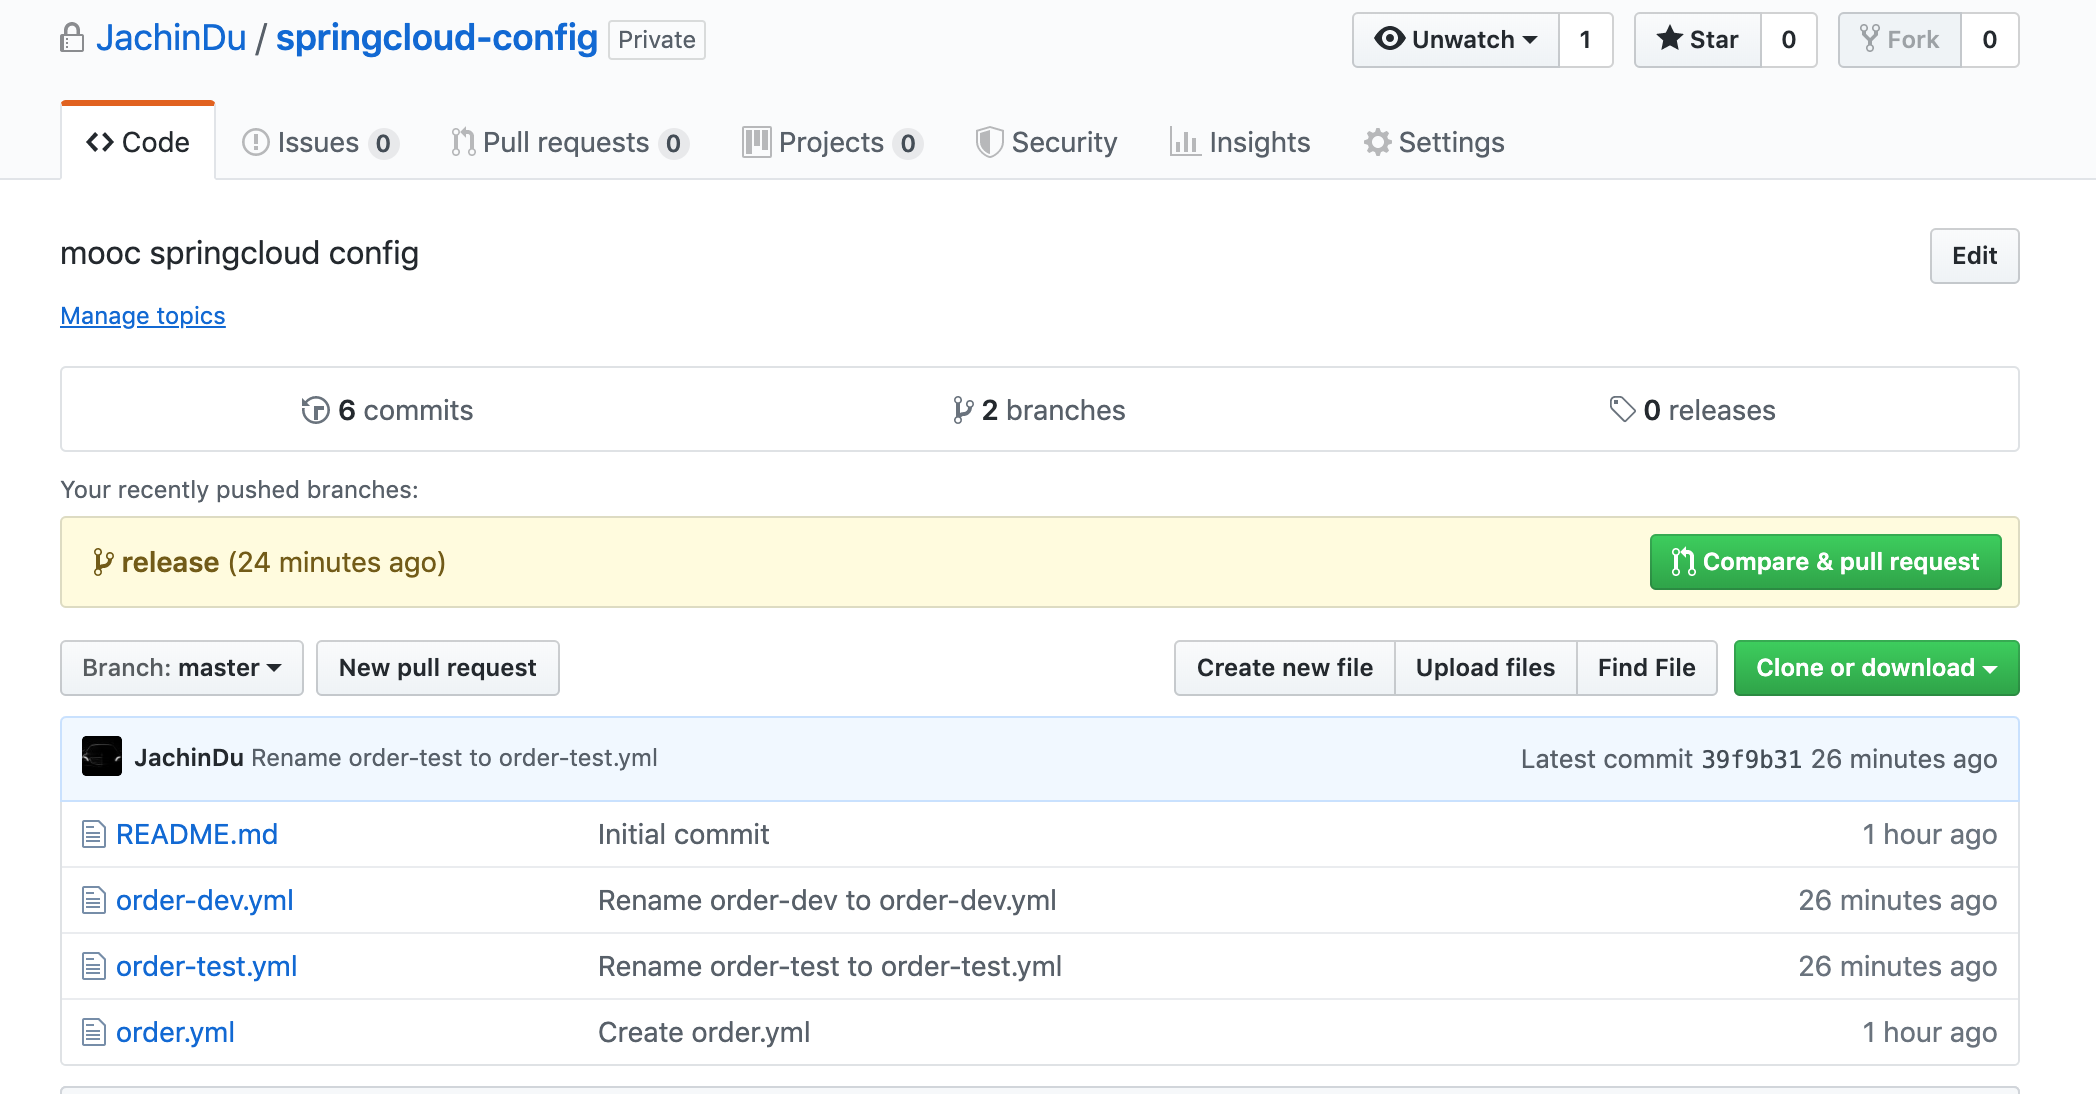 JachinDu / springcloud-config Private Unwatch 1 Star 0 Fork 0
Code Issues 0 Pull requests 0 Projects 0 Security Insights Settings
mooc springcloud config Edit
Manage topics
6 commits 2 branches 0 releases
Your recently pushed branches:
release (24 minutes ago) Compare & pull request
Branch: master New pull request Create new file Upload files Find File Clone or download
JachinDu Rename order-test to order-test.yml Latest commit 39f9b31 26 minutes ago
README.md Initial commit 1 hour ago
order-dev.yml Rename order-dev to order-dev.yml 26 minutes ago
order-test.yml Rename order-test to order-test.yml 26 minutes ago
order.yml Create order.yml 1 hour ago